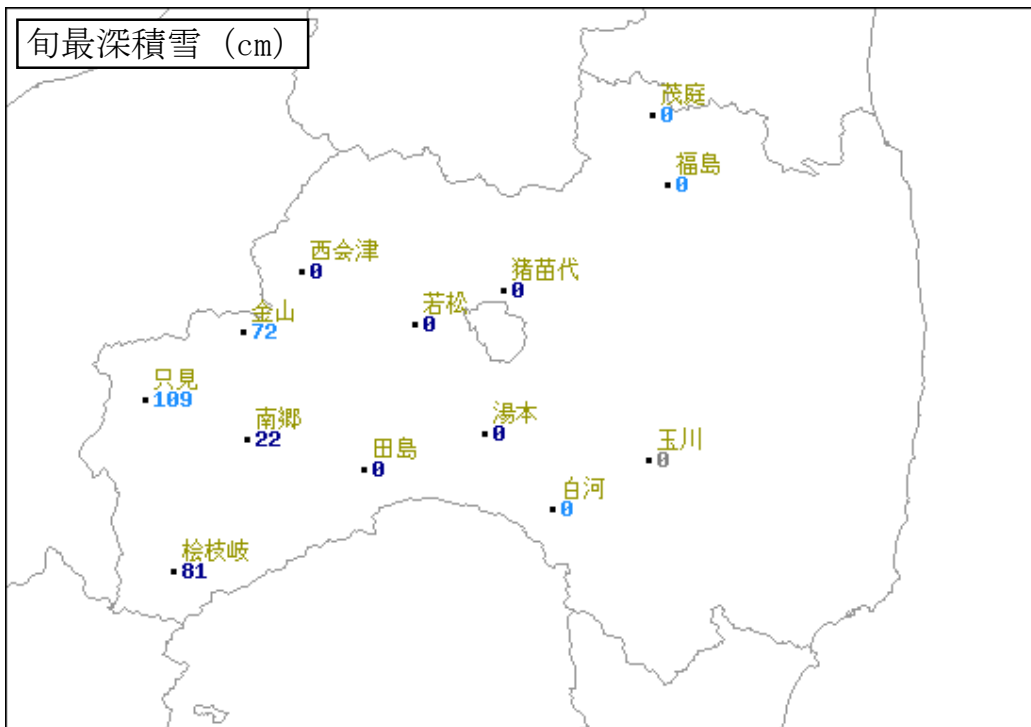 旬最深積雪 (cm)
茂庭
0
福島
0
西会津
0
猪苗代
0
若松
0
金山
72
只見
109
南郷
22
湯本
0
田島
0
玉川
0
白河
0
桧枝岐
81